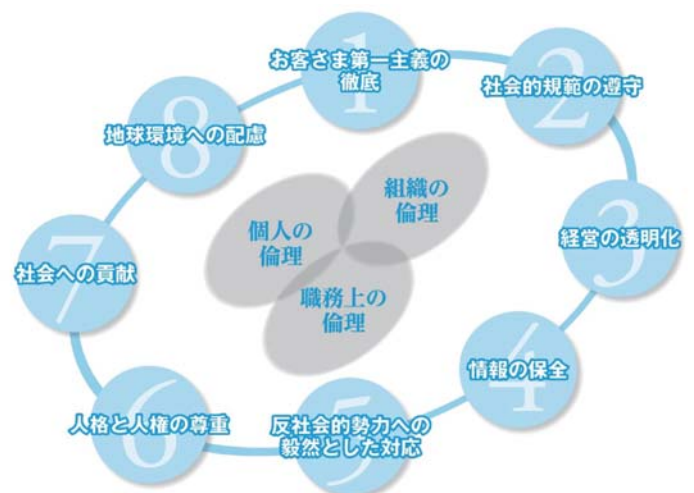 1
お客さま第一主義の
徹底
2
社会的規範の遵守
3
経営の透明化
4
情報の保全
5
反社会的勢力への
毅然とした対応
6
人格と人権の尊重
7
社会への貢献
8
地球環境への配慮
組織の
倫理
個人の
倫理
職務上の
倫理